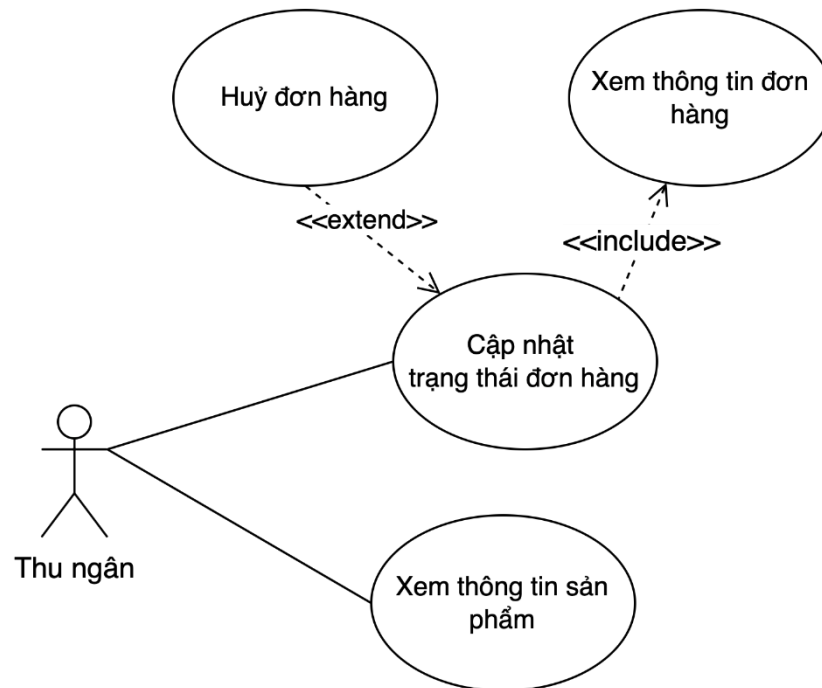 Huỷ đơn hàng
Xem thông tin đơn
hàng
<<extend>>
<<include>>
Cập nhật
trạng thái đơn hàng
Thu ngân
Xem thông tin sản
phẩm